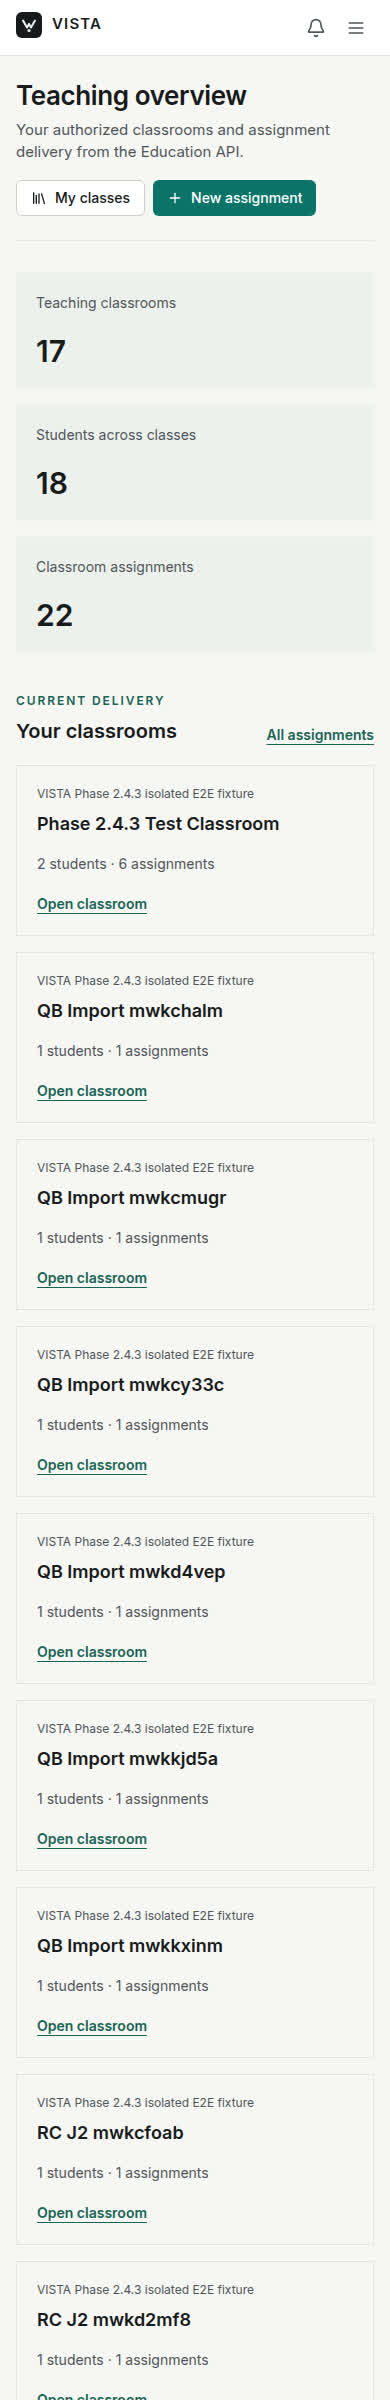 VISTA
Teaching overview
Your authorized classrooms and assignment
delivery from the Education API.
My classes
New assignment
Teaching classrooms
17
Students across classes
18
Classroom assignments
22
CURRENT DELIVERY
Your classrooms
All assignments
VISTA Phase 2.4.3 isolated E2E fixture
Phase 2.4.3 Test Classroom
2 students · 6 assignments
Open classroom
VISTA Phase 2.4.3 isolated E2E fixture
QB Import mwkchalm
1 students · 1 assignments
Open classroom
VISTA Phase 2.4.3 isolated E2E fixture
QB Import mwkcmugr
1 students · 1 assignments
Open classroom
VISTA Phase 2.4.3 isolated E2E fixture
QB Import mwkcy33c
1 students · 1 assignments
Open classroom
VISTA Phase 2.4.3 isolated E2E fixture
QB Import mwkd4vep
1 students · 1 assignments
Open classroom
VISTA Phase 2.4.3 isolated E2E fixture
QB Import mwkkjd5a
1 students · 1 assignments
Open classroom
VISTA Phase 2.4.3 isolated E2E fixture
QB Import mwkkxinm
1 students · 1 assignments
Open classroom
VISTA Phase 2.4.3 isolated E2E fixture
RC J2 mwkcfoab
1 students · 1 assignments
Open classroom
VISTA Phase 2.4.3 isolated E2E fixture
RC J2 mwkd2mf8
1 students · 1 assignments
Open classroom